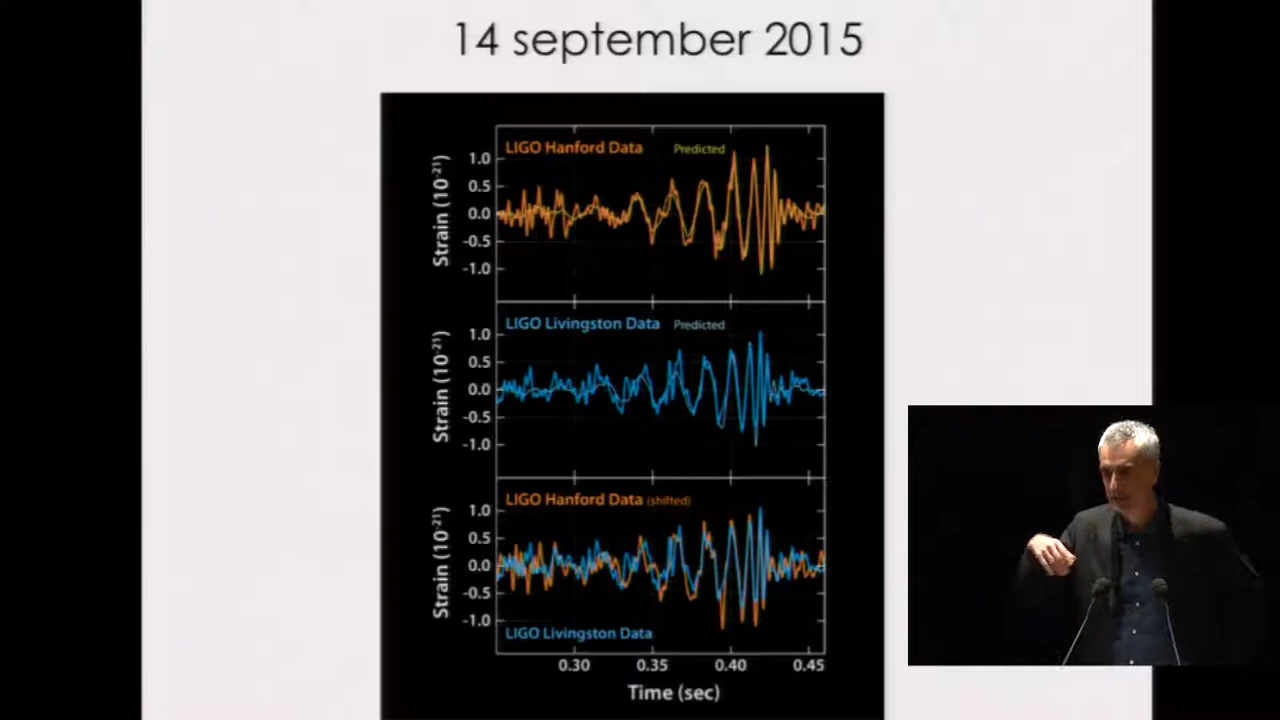 14 september 2015
LIGO Hanford Data Predicted
1.0
0.5
0.0
-0.5
-1.0
Strain (10-21)
LIGO Livingston Data Predicted
1.0
0.5
0.0
-0.5
-1.0
Strain (10-21)
LIGO Hanford Data (shifted)
1.0
0.5
0.0
-0.5
-1.0
Strain (10-21)
LIGO Livingston Data
0.30 0.35 0.40 0.45
Time (sec)